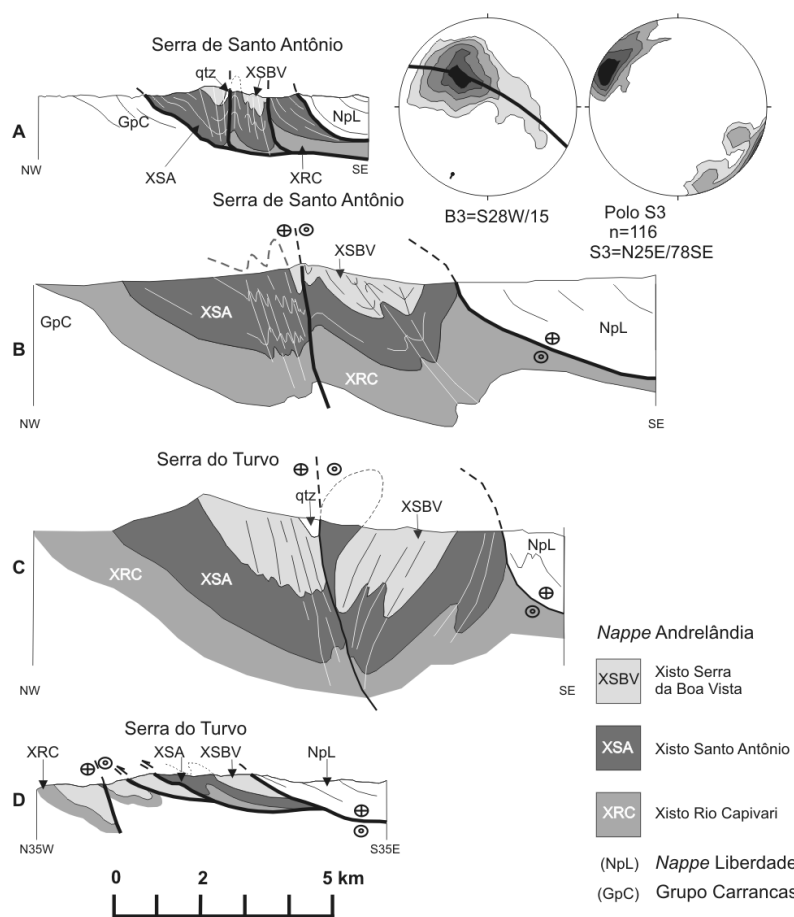 Serra de Santo Antônio
qtz
XSBV
GpC
NpL
A
NW
XSA
XRC
SE
B3=S28W/15
Polo S3
n=116
S3=N25E/78SE
Serra de Santo Antônio
XSBV
XSA
GpC
NpL
B
XRC
NW
SE
Serra do Turvo
qtz
XSBV
NpL
C
XRC
XSA
NW
SE
Serra do Turvo
XRC
XSA
XSBV
NpL
D
N35W
S35E
0
2
5 km
Nappe Andrelândia
XSBV
Xisto Serra
da Boa Vista
XSA
Xisto Santo Antônio
XRC
Xisto Rio Capivari
(NpL)
Nappe Liberdade
(GpC)
Grupo Carrancas